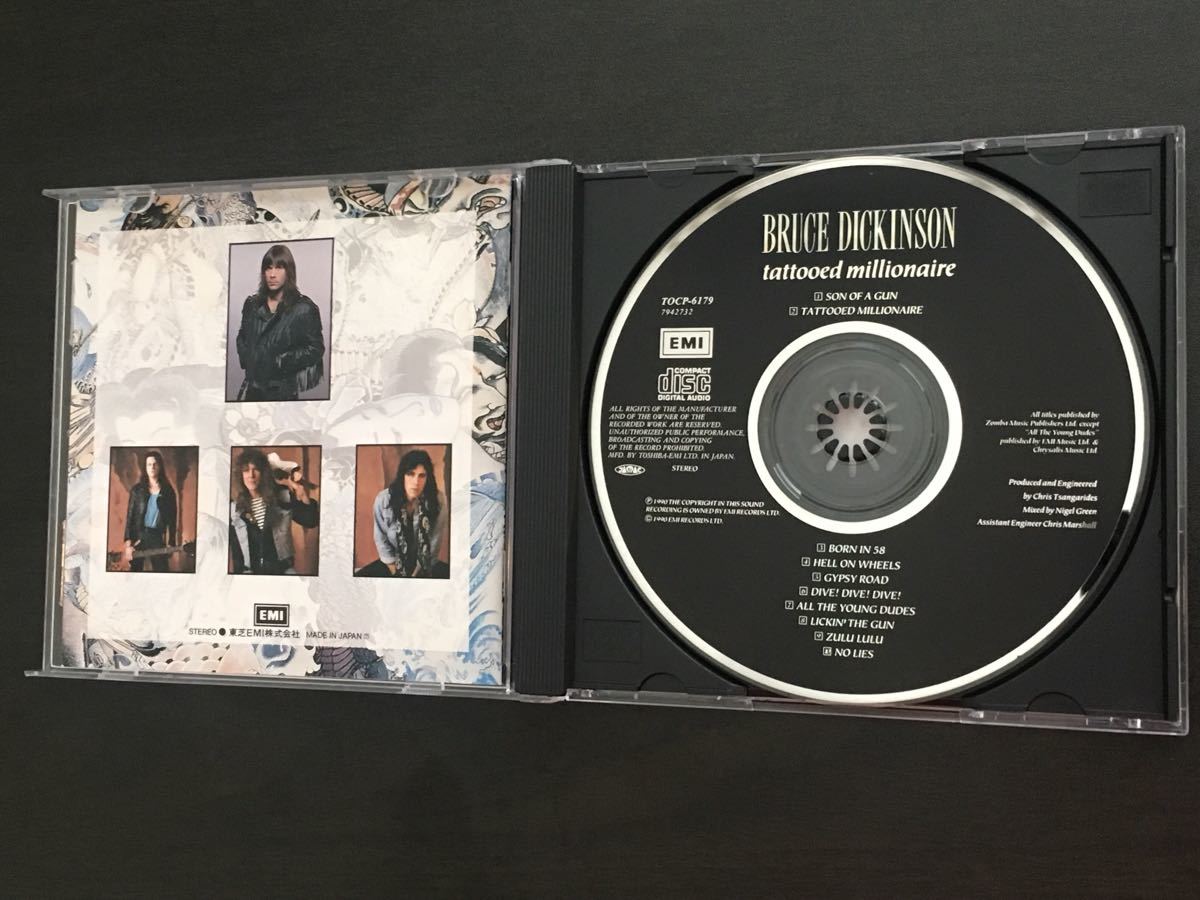 EMI
STEREO ● 東芝EMI株式会社 MADE IN JAPAN
BRUCE DICKINSON
tattooed millionaire
1 SON OF A GUN
2 TATTOOED MILLIONAIRE
TOCP-6179
7942732
EMI
COMPACT
disc
DIGITAL AUDIO
ALL RIGHTS OF THE MANUFACTURER
AND OF THE OWNER OF THE
RECORDED WORK ARE RESERVED.
UNAUTHORIZED PUBLIC PERFORMANCE,
BROADCASTING AND COPYING
OF THE RECORD PROHIBITED.
MFD. BY TOSHIBA-EMI LTD. IN JAPAN.
JASRAC
STEREO
Ⓟ 1990 THE COPYRIGHT IN THIS SOUND
RECORDING IS OWNED BY EMI RECORDS LTD.
© 1990 EMI RECORDS LTD.
All titles published by
Zomba Music Publishers Ltd. except
"All The Young Dudes"
published by EMI Music Ltd. &
Chrysalis Music Ltd
Produced and Engineered
by Chris Tsangarides
Mixed by Nigel Green
Assistant Engineer Chris Marshall
3 BORN IN 58
4 HELL ON WHEELS
5 GYPSY ROAD
6 DIVE! DIVE! DIVE!
7 ALL THE YOUNG DUDES
8 LICKIN' THE GUN
9 ZULU LULU
10 NO LIES